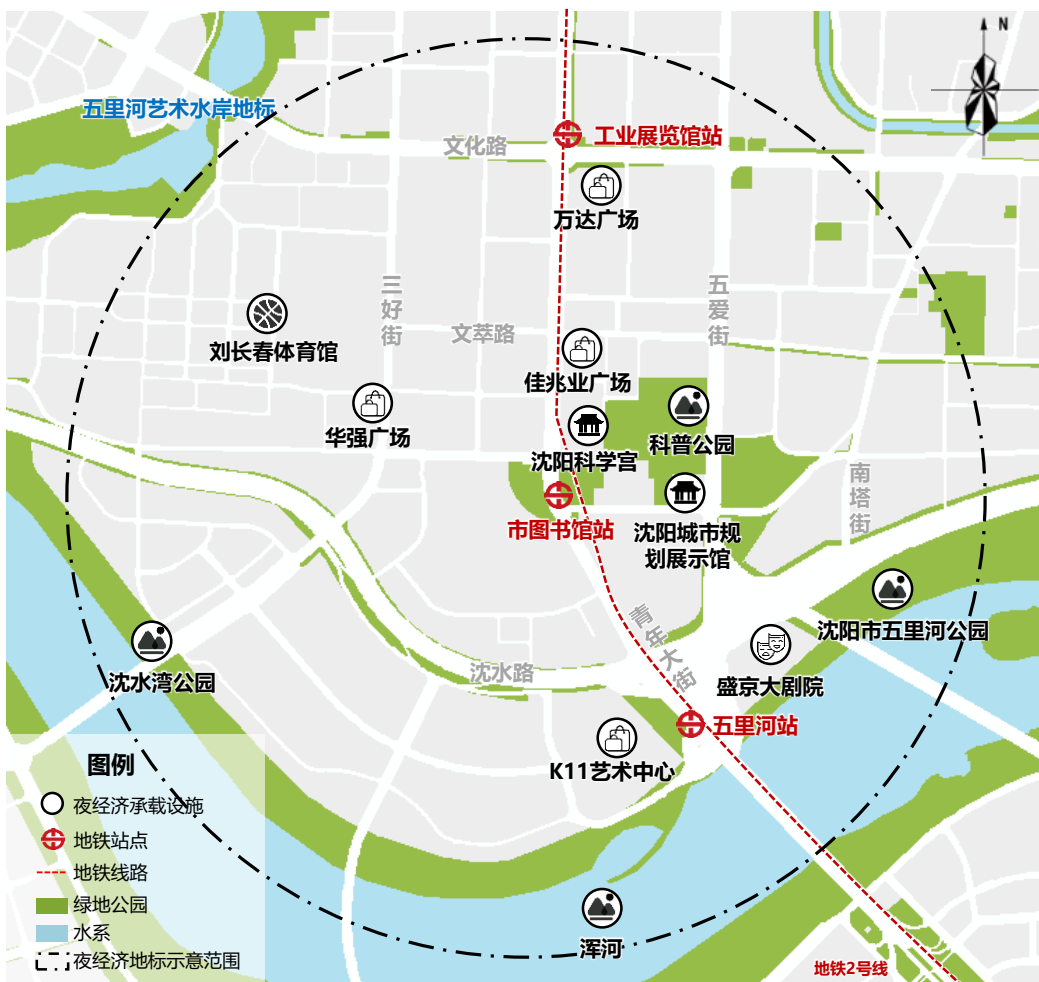 N
五里河艺术水岸地标
工业展览馆站
文化路
万达广场
三好街
五爱街
刘长春体育馆
文萃路
佳兆业广场
华强广场
科普公园
沈阳科学宫
南塔街
市图书馆站
沈阳城市规
划展示馆
青年大街
沈阳市五里河公园
沈水湾公园
沈水路
盛京大剧院
五里河站
K11艺术中心
图例
夜经济承载设施
地铁站点
地铁线路
绿地公园
水系
夜经济地标示意范围
浑河
地铁2号线